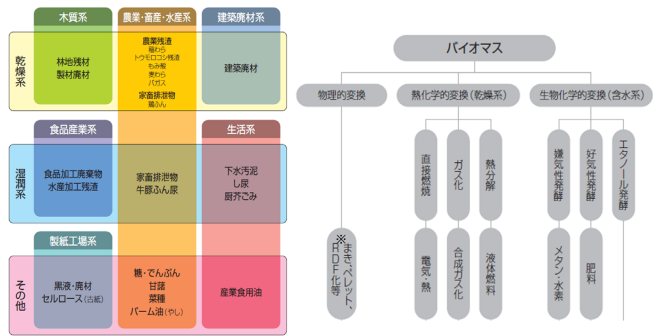 木質系
農業・畜産・水産系
建築廃材系
乾燥系
林地残材
製材廃材
農業残渣
稲わら
トウモロコシ残渣
もみ殻
麦わら
バガス
家畜排泄物
鶏ふん
建築廃材
食品産業系
生活系
湿潤系
食品加工廃棄物
水産加工残渣
家畜排泄物
牛豚ふん尿
下水汚泥
し尿
厨芥ごみ
製紙工場系
その他
黒液・廃材
セルロース(古紙)
糖・でんぷん
甘藷
菜種
パーム油(やし)
産業食用油
バイオマス
物理的変換
熱化学的変換(乾燥系)
生物化学的変換(含水系)
※まき、ペレット、
RDF化等
直接燃焼
ガス化
熱分解
電気・熱
合成ガス化
液体燃料
嫌気性発酵
好気性発酵
エタノール発酵
メタン・水素
肥料